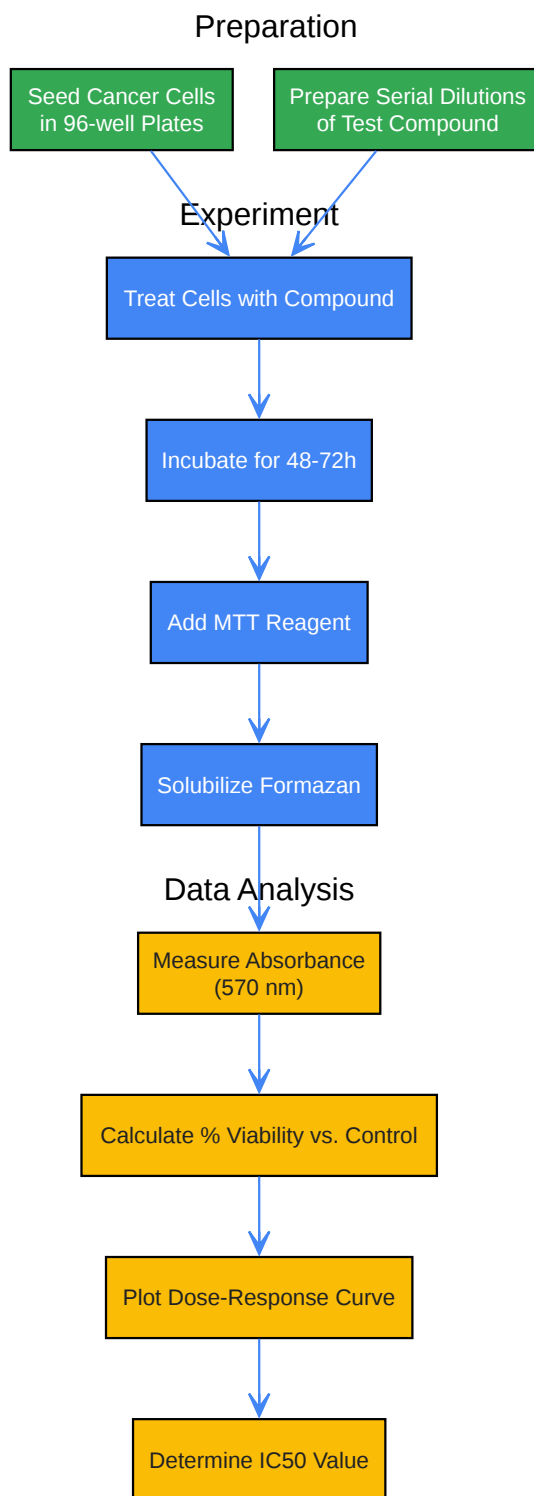 Preparation
Seed Cancer Cells
in 96-well Plates
Prepare Serial Dilutions
of Test Compound
Experiment
Treat Cells with Compound
Incubate for 48-72h
Add MTT Reagent
Solubilize Formazan
Data Analysis
Measure Absorbance
(570 nm)
Calculate % Viability vs. Control
Plot Dose-Response Curve
Determine IC50 Value